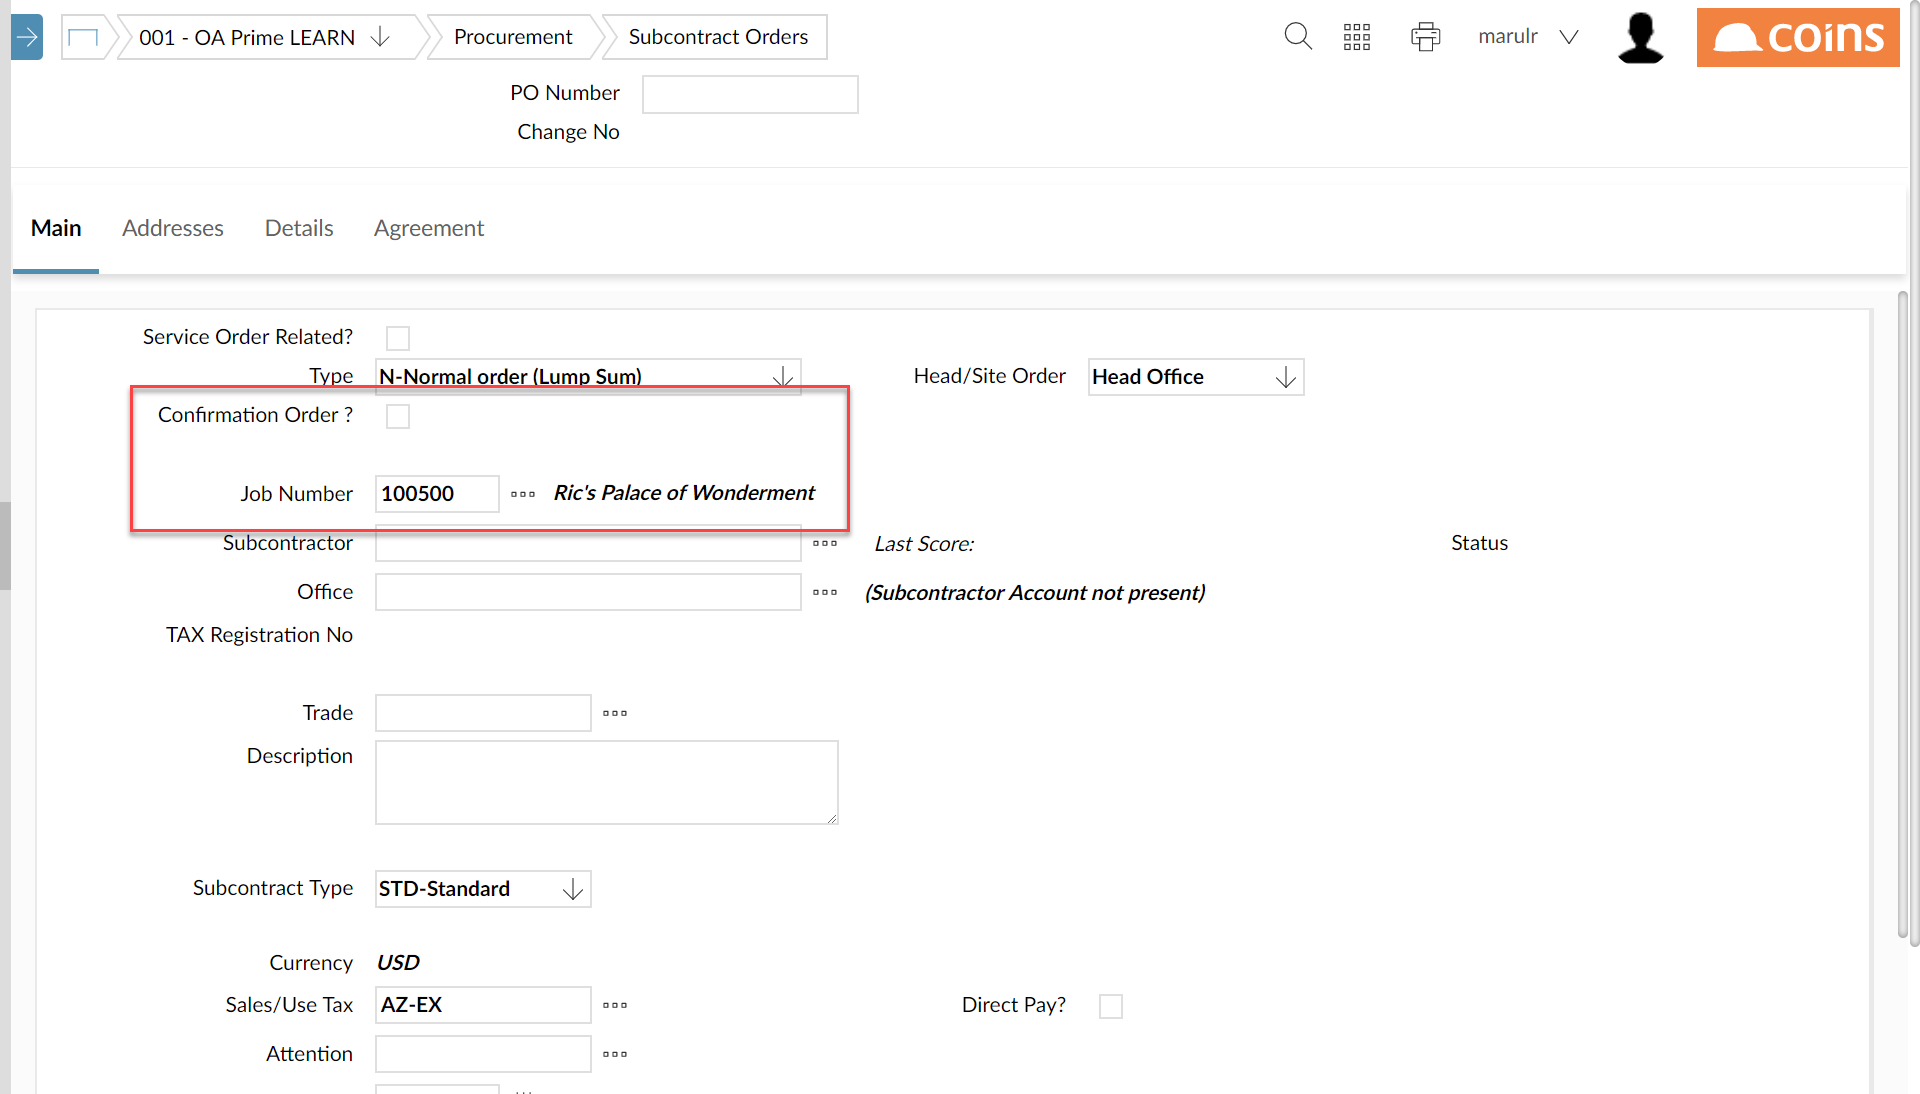 001 - OA Prime LEARN
Procurement
Subcontract Orders
marulr
coins
PO Number
Change No
Main
Addresses
Details
Agreement
Service Order Related?
Type N-Normal order (Lump Sum)
Head/Site Order Head Office
Confirmation Order ?
Job Number 100500 Ric's Palace of Wonderment
Subcontractor Last Score: Status
Office (Subcontractor Account not present)
TAX Registration No
Trade
Description
Subcontract Type STD-Standard
Currency USD
Sales/Use Tax AZ-EX Direct Pay?
Attention